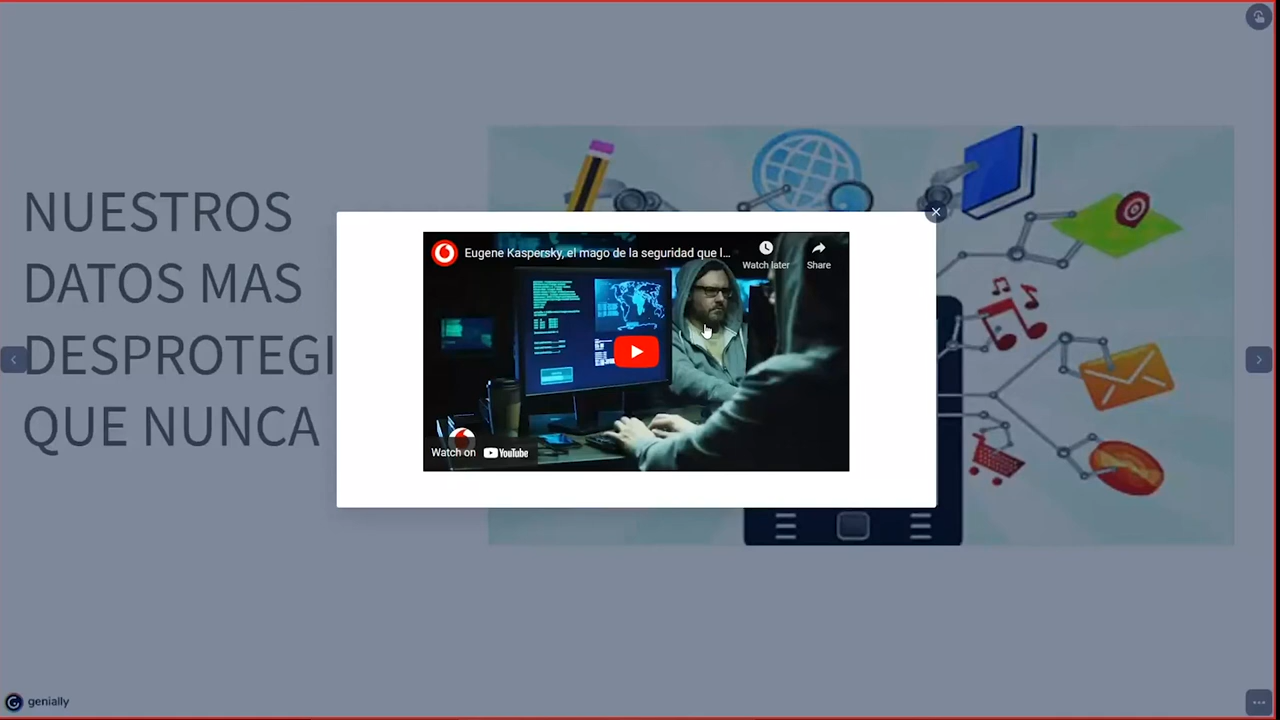 NUESTROS
DATOS MAS
DESPROTEGI
QUE NUNCA
Eugene Kaspersky, el mago de la seguridad que l...
Watch later
Share
Watch on YouTube
genially